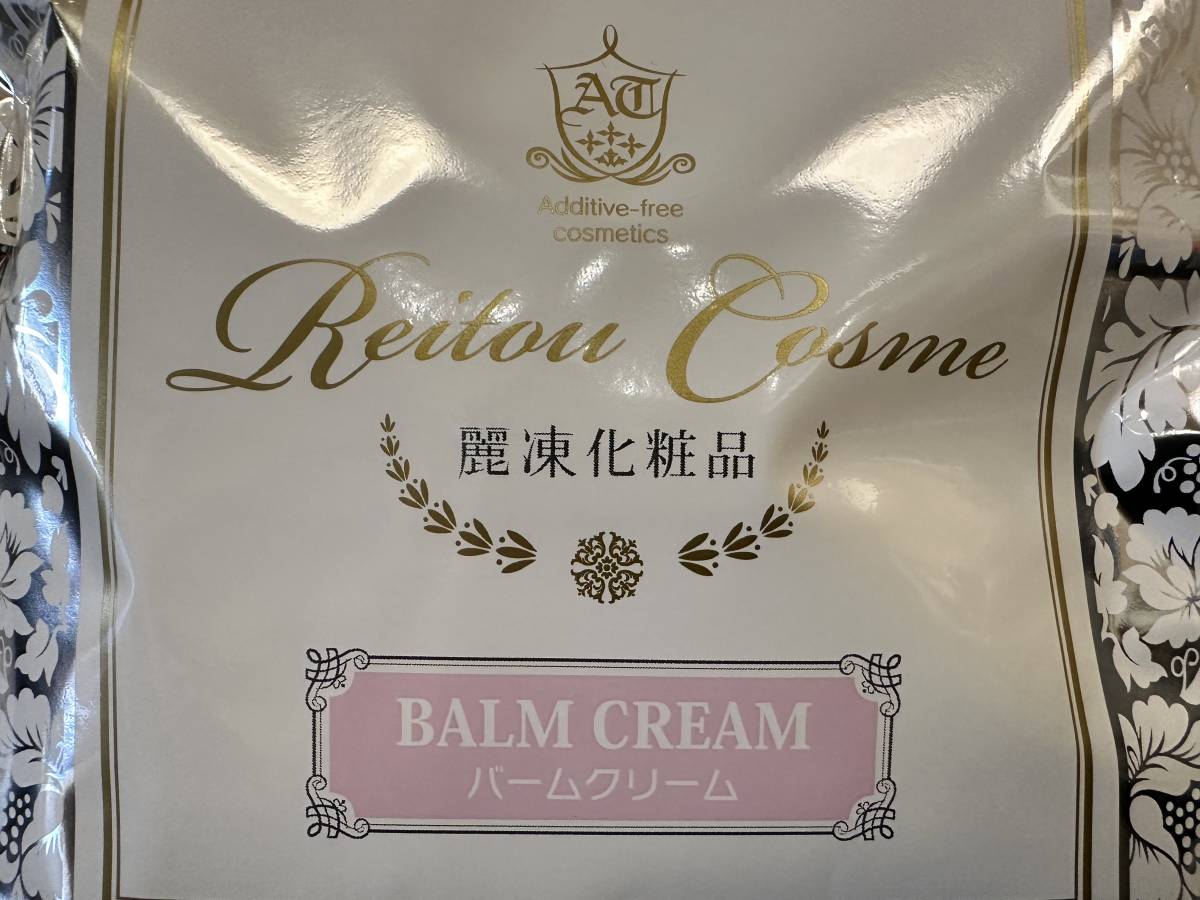 AT
Additive-free
cosmetics
Reitou Cosme
麗凍化粧品
BALM CREAM
バームクリーム